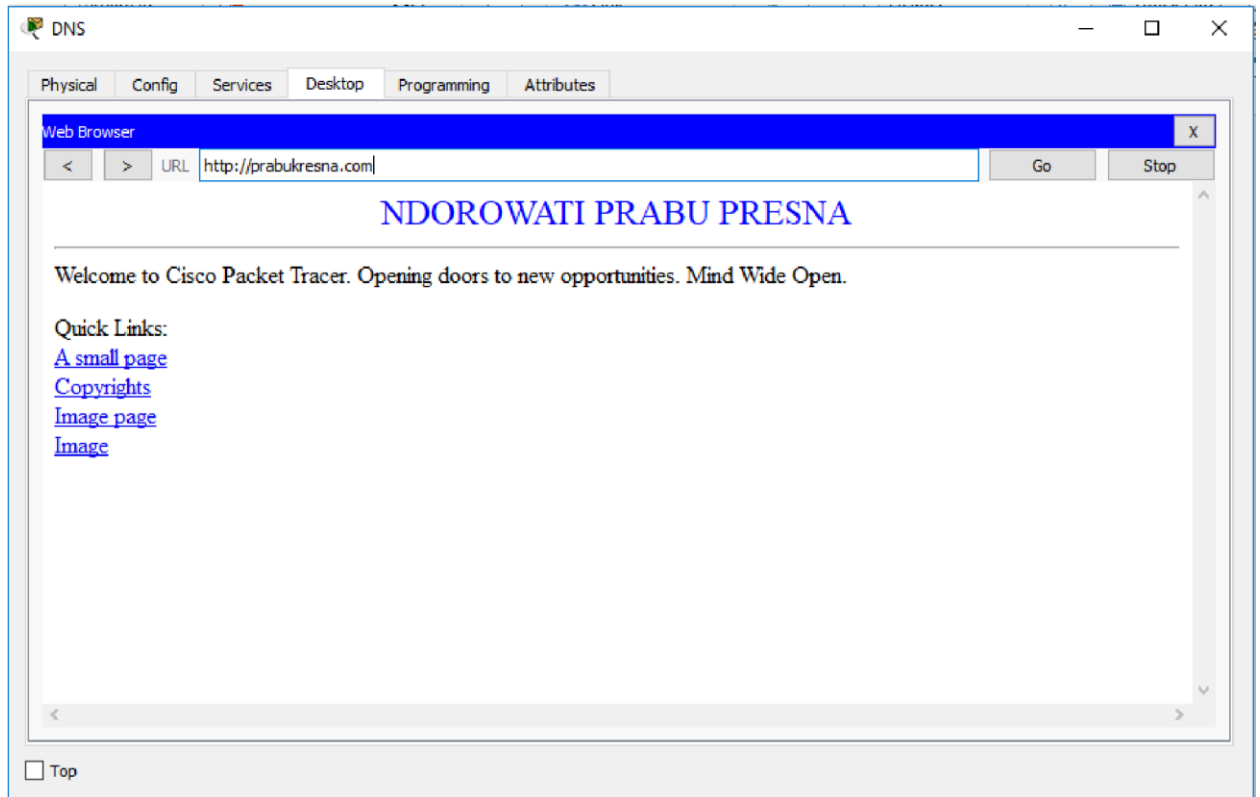 DNS
Physical Config Services Desktop Programming Attributes
Web Browser X
< > URL http://prabukresna.com Go Stop
NDOROWATI PRABU PRESNA
Welcome to Cisco Packet Tracer. Opening doors to new opportunities. Mind Wide Open.
Quick Links:
A small page
Copyrights
Image page
Image
Top